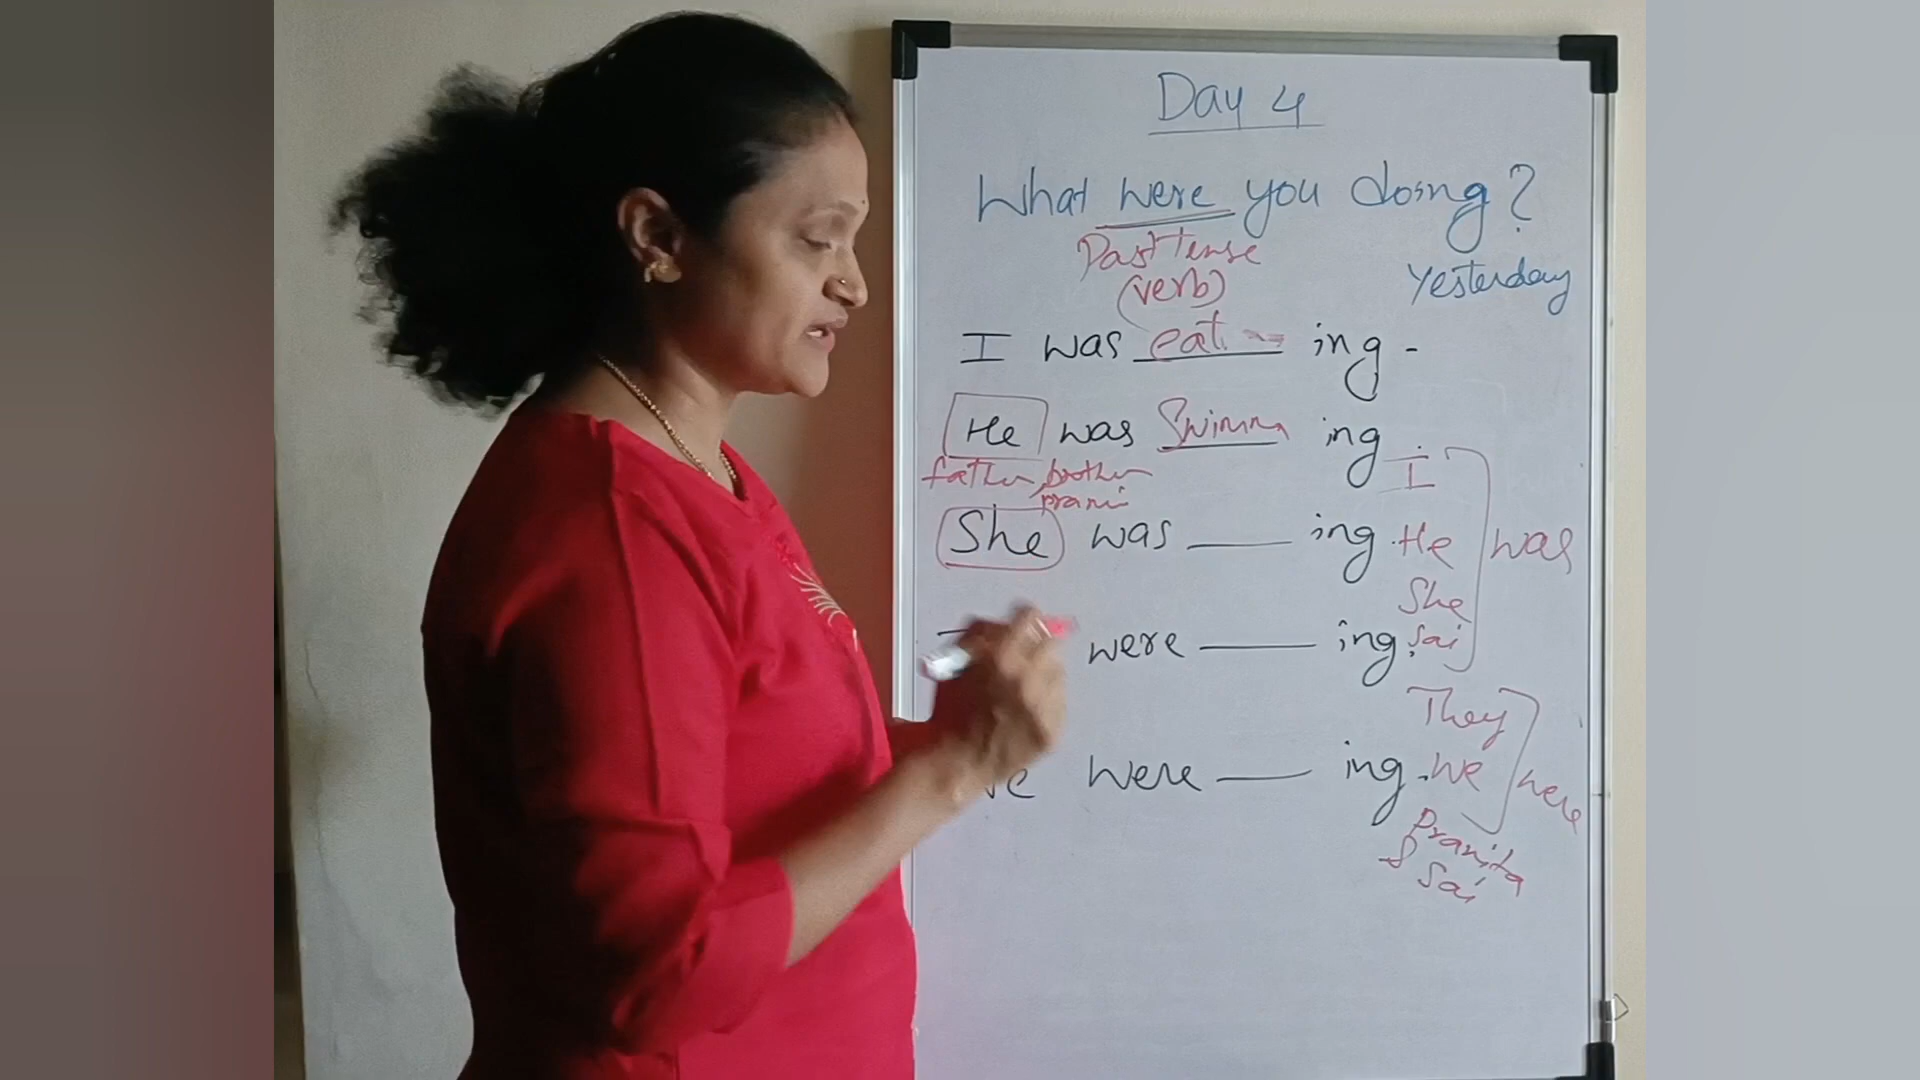 Day 4
What were you doing?
Past tense
(verb)
Yesterday
I was eat ing.
He was Swimm ing.
father, brother
prani
She was ___ ing.
were ___ ing.
were ___ ing.
I
He
She
Sai
was
They
We
Pranita
& Sai
were